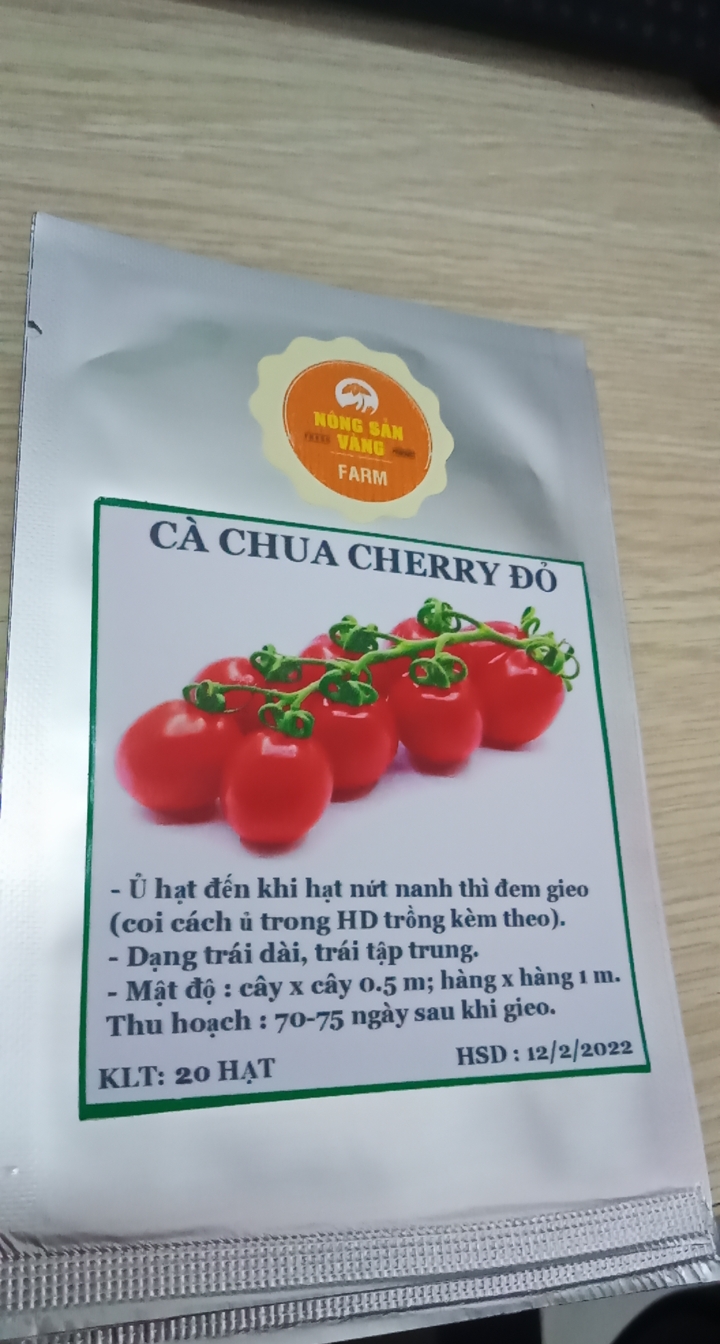 NÔNG SẢN
VÀNG
FARM
CÀ CHUA CHERRY ĐỎ
- Ủ hạt đến khi hạt nứt nanh thì đem gieo
(coi cách ủ trong HD trồng kèm theo).
- Dạng trái dài, trái tập trung.
- Mật độ : cây x cây 0.5 m; hàng x hàng 1 m.
Thu hoạch : 70-75 ngày sau khi gieo.
KLT: 20 HẠT
HSD : 12/2/2022